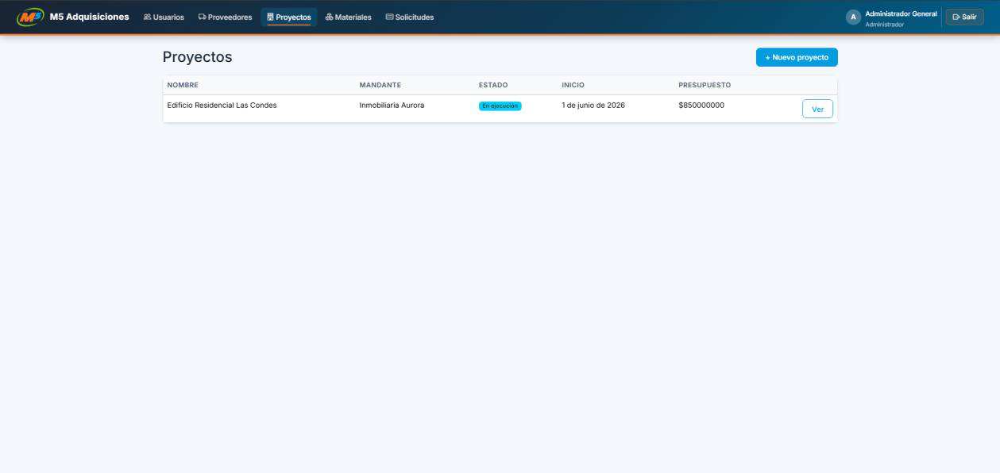 M5 M5 Adquisiciones Usuarios Proveedores Proyectos Materiales Solicitudes A Administrador General Salir
Administrador
Proyectos + Nuevo proyecto
NOMBRE MANDANTE ESTADO INICIO PRESUPUESTO
Edificio Residencial Las Condes Inmobiliaria Aurora En ejecución 1 de junio de 2026 $850000000 Ver